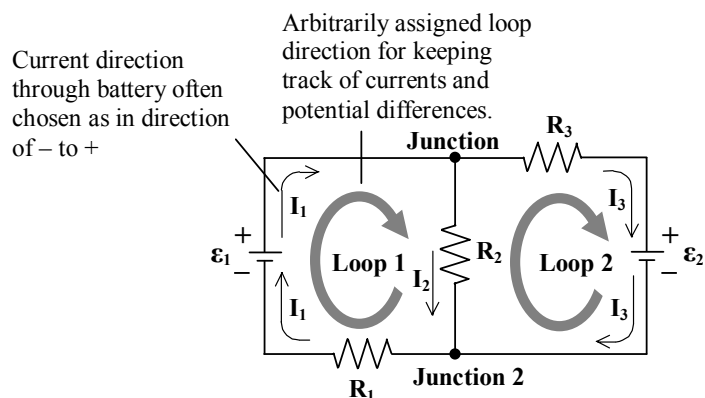 Arbitrarily assigned loop
direction for keeping
track of currents and
potential differences.
Current direction
through battery often
chosen as in direction
of – to +
Junction
R₃
I₁
I₃
+
ε₁
–
Loop 1
R₂
I₂
Loop 2
+
ε₂
–
I₁
I₃
R₁
Junction 2